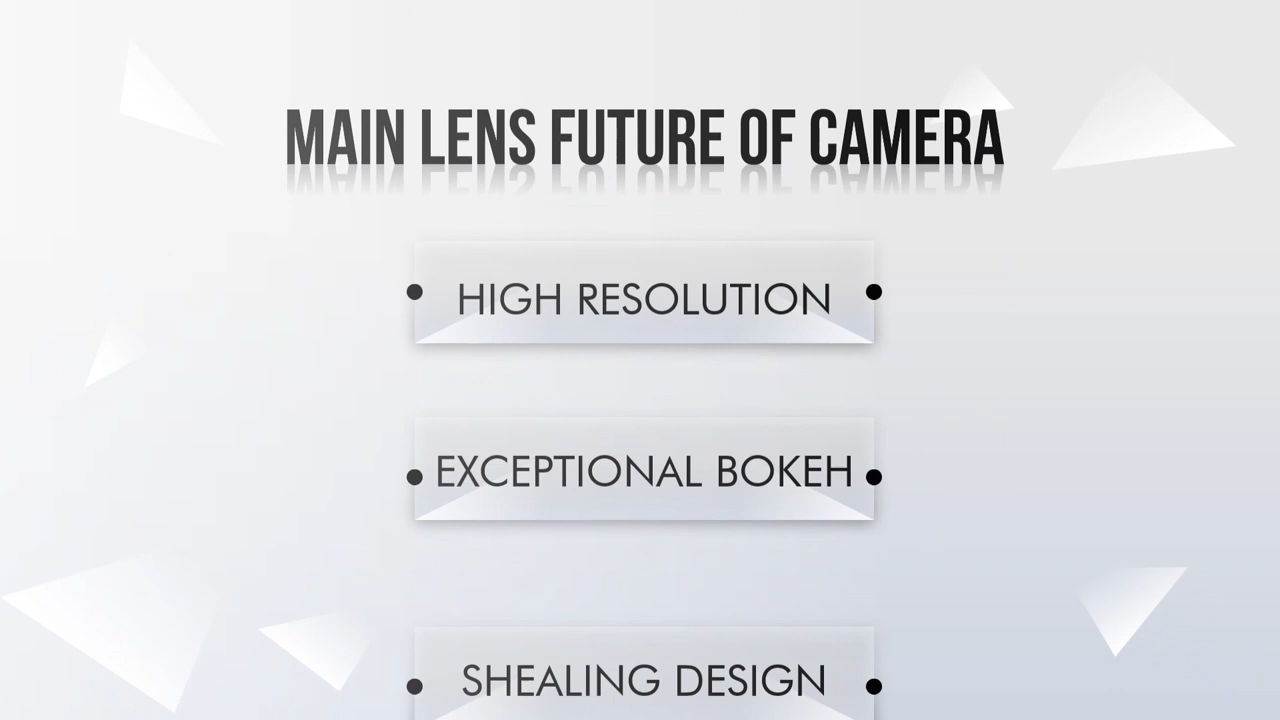 MAIN LENS FUTURE OF CAMERA
HIGH RESOLUTION
EXCEPTIONAL BOKEH
SHEALING DESIGN